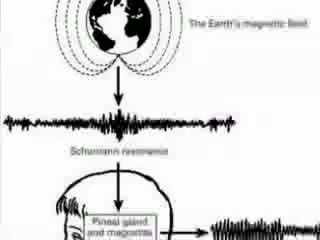 The Earth's magnetic field
Schumann resonance
Pineal gland
and magnetite